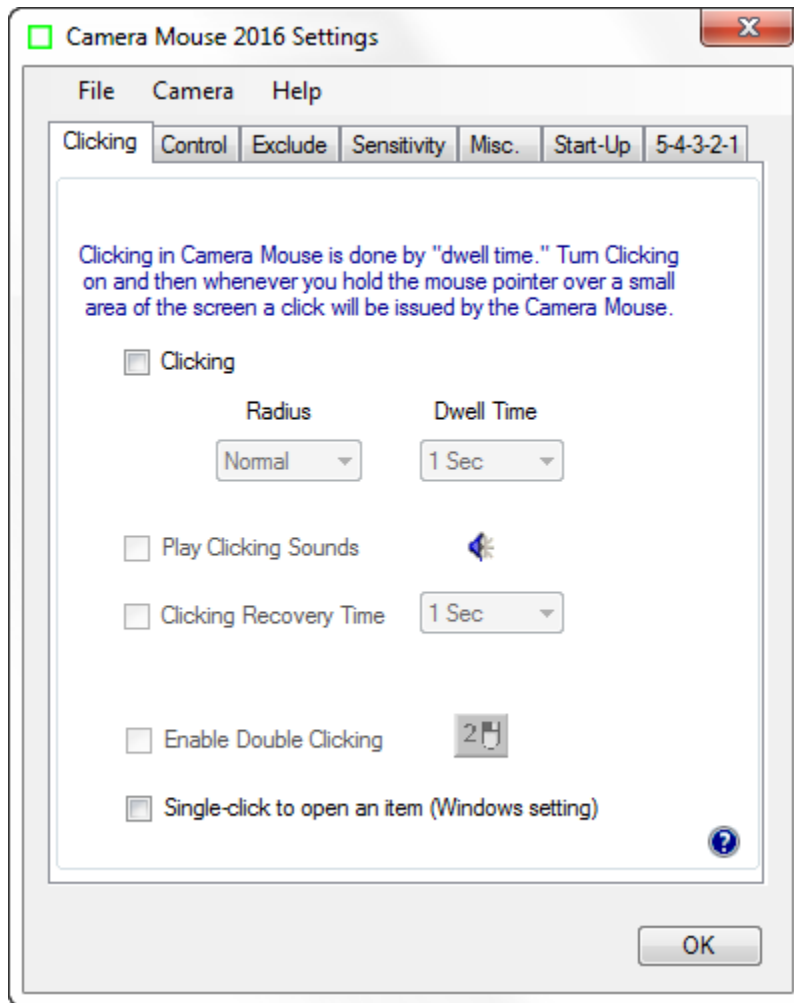 Camera Mouse 2016 Settings
File Camera Help
Clicking Control Exclude Sensitivity Misc. Start-Up 5-4-3-2-1
Clicking in Camera Mouse is done by "dwell time." Turn Clicking
on and then whenever you hold the mouse pointer over a small
area of the screen a click will be issued by the Camera Mouse.
Clicking
Radius Dwell Time
Normal 1 Sec
Play Clicking Sounds
Clicking Recovery Time 1 Sec
Enable Double Clicking 2
Single-click to open an item (Windows setting)
?
OK